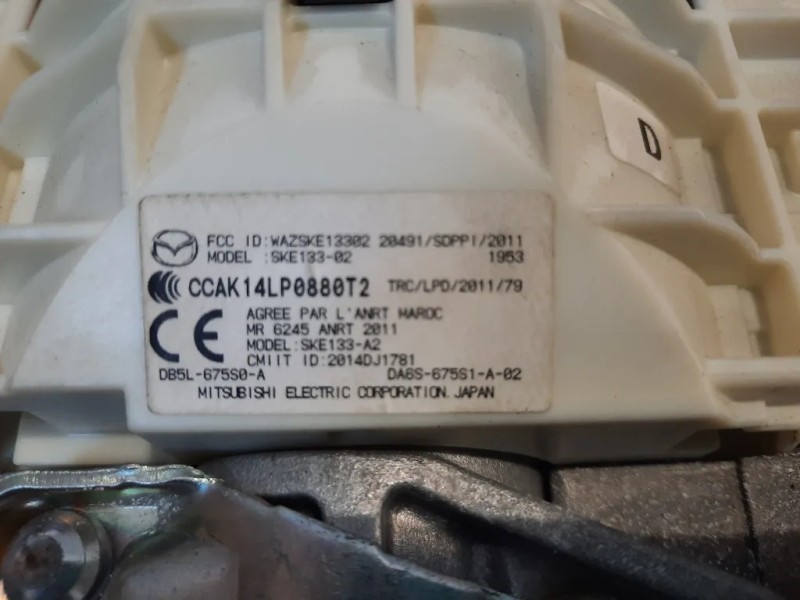 D
FCC ID:WAZSKE13302 20491/SDPPI/2011
MODEL :SKE133-02 1953
CCAK14LP0880T2 TRC/LPD/2011/79
CE AGREE PAR L'ANRT MAROC
MR 6245 ANRT 2011
MODEL:SKE133-A2
CMIIT ID:2014DJ1781
DB5L-675S0-A DA6S-675S1-A-02
MITSUBISHI ELECTRIC CORPORATION.JAPAN